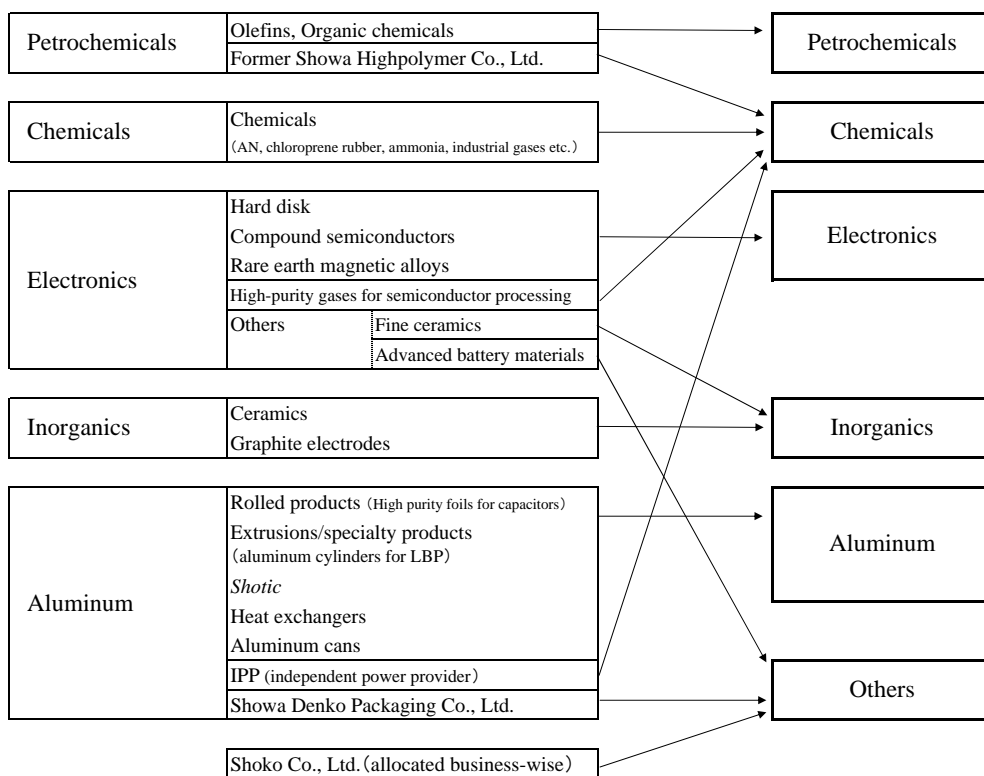 Petrochemicals
Olefins, Organic chemicals
Former Showa Highpolymer Co., Ltd.
Petrochemicals
Chemicals
Chemicals
（AN, chloroprene rubber, ammonia, industrial gases etc.）
Chemicals
Electronics
Hard disk
Compound semiconductors
Rare earth magnetic alloys
High-purity gases for semiconductor processing
Others
Fine ceramics
Advanced battery materials
Electronics
Inorganics
Ceramics
Graphite electrodes
Inorganics
Aluminum
Rolled products （High purity foils for capacitors）
Extrusions/specialty products
（aluminum cylinders for LBP）
Shotic
Heat exchangers
Aluminum cans
IPP (independent power provider）
Showa Denko Packaging Co., Ltd.
Aluminum
Others
Shoko Co., Ltd.（allocated business-wise）